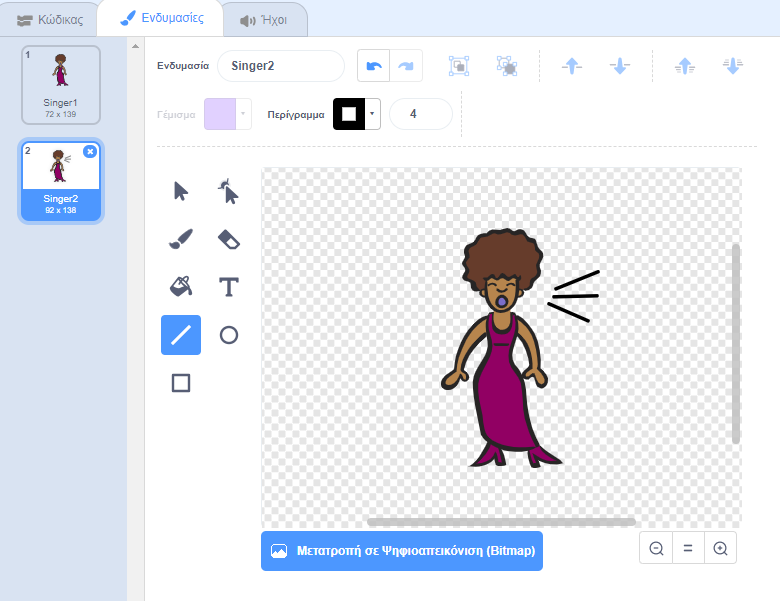 Κώδικας
Ενδυμασίες
Ήχοι
1
Singer1
72 x 139
2
Singer2
92 x 138
Ενδυμασία
Singer2
Γέμισμα
Περίγραμμα
4
Μετατροπή σε Ψηφιοαπεικόνιση (Bitmap)